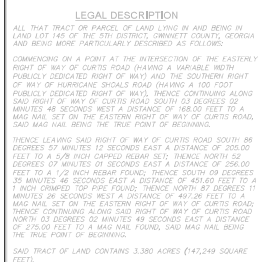 LEGAL DESCRIPTION
ALL THAT TRACT OR PARCEL OF LAND LYING IN AND BEING IN
LAND LOT 145 OF THE 5TH DISTRICT, GWINNETT COUNTY, GEORGIA
AND BEING MORE PARTICULARLY DESCRIBED AS FOLLOWS:
COMMENCING ON A POINT AT THE INTERSECTION OF THE EASTERLY
RIGHT OF WAY OF CURTIS ROAD (HAVING A VARIABLE WIDTH
PUBLICLY DEDICATED RIGHT OF WAY) AND THE SOUTHERN RIGHT
OF WAY OF HURRICANE SHOALS ROAD (HAVING A 100 FOOT
PUBLICLY DEDICATED RIGHT OF WAY), THENCE CONTINUING ALONG
SAID RIGHT OF WAY OF CURTIS ROAD SOUTH 03 DEGREES 02
MINUTES 49 SECONDS WEST A DISTANCE OF 168.00 FEET TO A
MAG NAIL SET ON THE EASTERN RIGHT OF WAY OF CURTIS ROAD,
SAID MAG NAIL BEING THE TRUE POINT OF BEGINNING.
THENCE LEAVING SAID RIGHT OF WAY OF CURTIS ROAD SOUTH 86
DEGREES 57 MINUTES 12 SECONDS EAST A DISTANCE OF 205.00
FEET TO A 5/8 INCH CAPPED REBAR SET; THENCE NORTH 52
DEGREES 07 MINUTES 01 SECONDS EAST A DISTANCE OF 256.00
FEET TO A 1/2 INCH REBAR FOUND; THENCE SOUTH 09 DEGREES
35 MINUTES 46 SECONDS EAST A DISTANCE OF 451.60 FEET TO A
1 INCH CRIMPED TOP PIPE FOUND; THENCE NORTH 87 DEGREES 11
MINUTES 26 SECONDS WEST A DISTANCE OF 497.26 FEET TO A
MAG NAIL SET ON THE EASTERN RIGHT OF WAY OF CURTIS ROAD;
THENCE CONTINUING ALONG SAID RIGHT OF WAY OF CURTIS ROAD
NORTH 03 DEGREES 02 MINUTES 49 SECONDS EAST A DISTANCE
OF 275.00 FEET TO A MAG NAIL FOUND, SAID MAG NAIL BEING
THE TRUE POINT OF BEGINNING.
SAID TRACT OF LAND CONTAINS 3.380 ACRES (147,249 SQUARE
FEET).